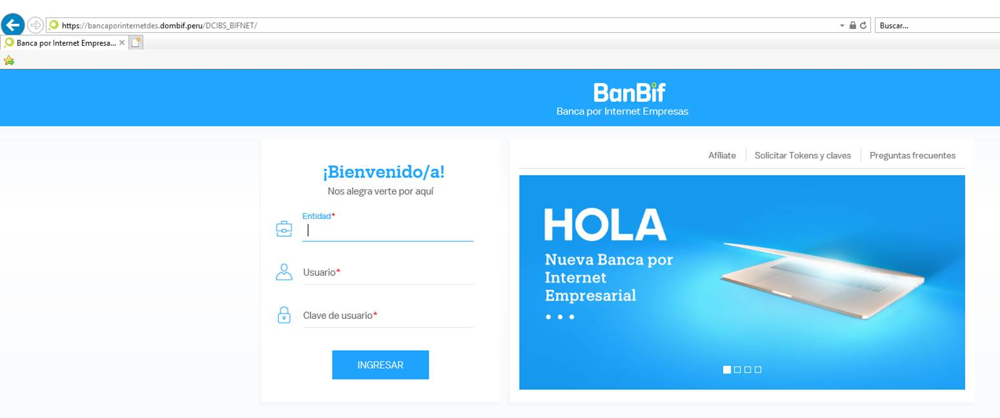 https://bancaporinternetdes.dombif.peru/DCIBS_BIFNET/
Buscar...
Banca por Internet Empresa...
BanBif
Banca por Internet Empresas
¡Bienvenido/a!
Nos alegra verte por aquí
Entidad*
Usuario*
Clave de usuario*
INGRESAR
Afíliate
Solicitar Tokens y claves
Preguntas frecuentes
HOLA
Nueva Banca por
Internet
Empresarial